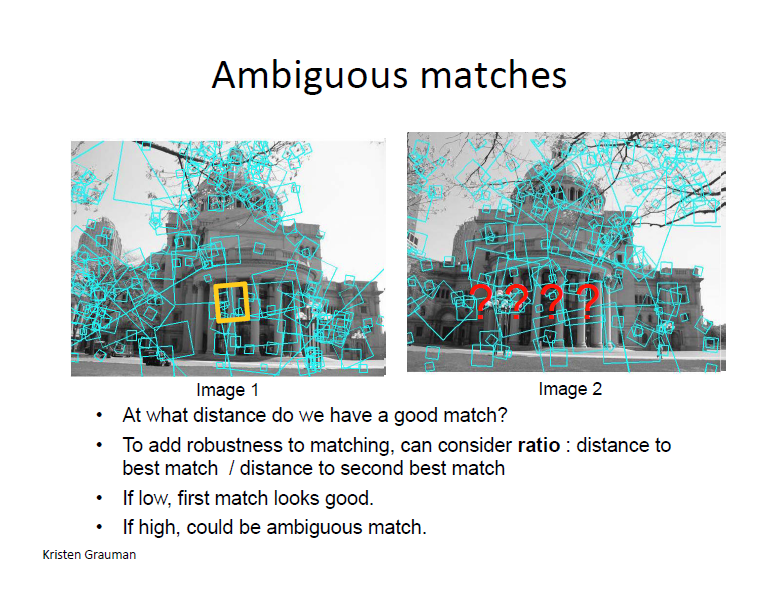 Ambiguous matches
? ? ? ?
Image 1
Image 2
• At what distance do we have a good match?
• To add robustness to matching, can consider ratio : distance to
best match / distance to second best match
• If low, first match looks good.
• If high, could be ambiguous match.
Kristen Grauman